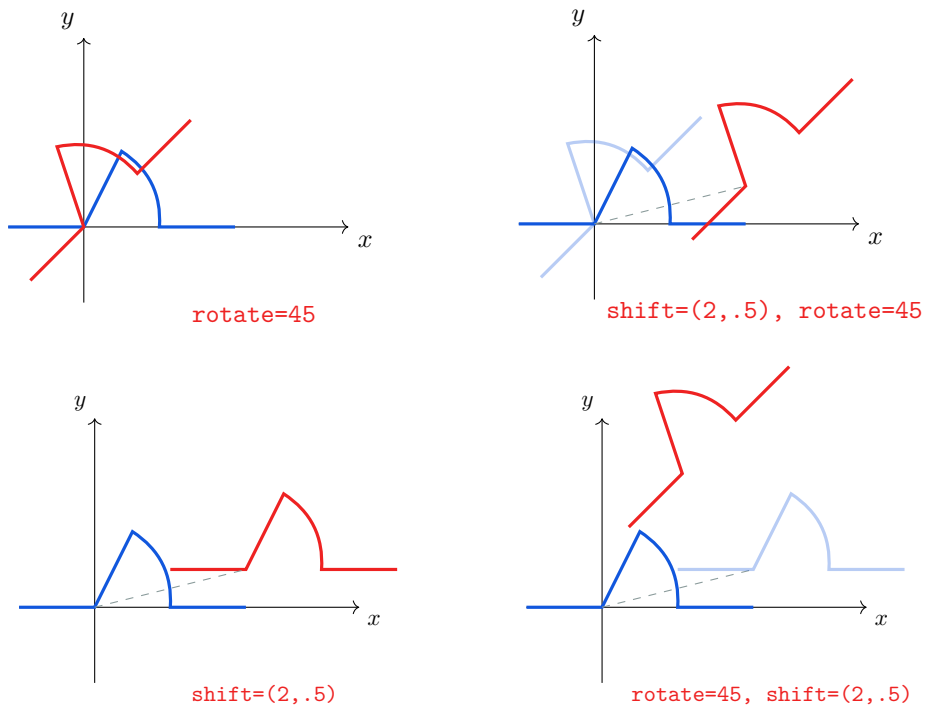 y
x
rotate=45
y
x
shift=(2,.5), rotate=45
y
x
shift=(2,.5)
y
x
rotate=45, shift=(2,.5)